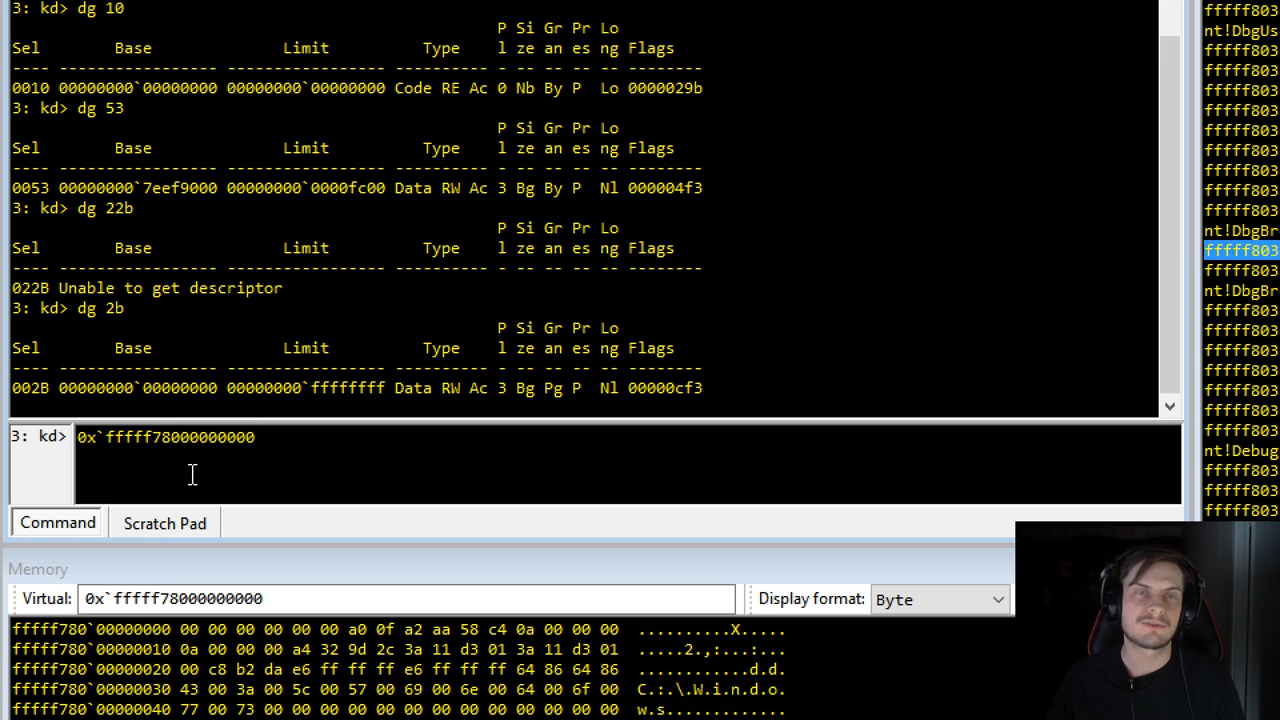 3: kd> dg 10
P Si Gr Pr Lo
Sel Base Limit Type l ze an es ng Flags
---- ----------------- ----------------- ---------- - -- -- -- -- --------
0010 00000000`00000000 00000000`00000000 Code RE Ac 0 Nb By P Lo 0000029b
3: kd> dg 53
P Si Gr Pr Lo
Sel Base Limit Type l ze an es ng Flags
---- ----------------- ----------------- ---------- - -- -- -- -- --------
0053 00000000`7eef9000 00000000`0000fc00 Data RW Ac 3 Bg By P Nl 000004f3
3: kd> dg 22b
P Si Gr Pr Lo
Sel Base Limit Type l ze an es ng Flags
---- ----------------- ----------------- ---------- - -- -- -- -- --------
022B Unable to get descriptor
3: kd> dg 2b
P Si Gr Pr Lo
Sel Base Limit Type l ze an es ng Flags
---- ----------------- ----------------- ---------- - -- -- -- -- --------
002B 00000000`00000000 00000000`ffffffff Data RW Ac 3 Bg Pg P Nl 00000cf3
3: kd> 0x`fffff78000000000
Command Scratch Pad
Memory
Virtual: 0x`fffff78000000000 Display format: Byte
fffff780`00000000 00 00 00 00 00 00 a0 0f a2 aa 58 c4 0a 00 00 00 ..........X.....
fffff780`00000010 0a 00 00 00 a4 32 9d 2c 3a 11 d3 01 3a 11 d3 01 .....2.,:...:...
fffff780`00000020 00 c8 b2 da e6 ff ff ff e6 ff ff ff 64 86 64 86 ............d.d.
fffff780`00000030 43 00 3a 00 5c 00 57 00 69 00 6e 00 64 00 6f 00 C.:.\.W.i.n.d.o.
fffff780`00000040 77 00 73 00 00 00 00 00 00 00 00 00 00 00 00 00 w.s.............
fffff803
nt!DbgUs
fffff803
fffff803
fffff803
fffff803
fffff803
fffff803
fffff803
fffff803
fffff803
nt!DbgBr
fffff803
fffff803
nt!DbgBr
fffff803
fffff803
fffff803
fffff803
fffff803
fffff803
fffff803
nt!Debug
fffff803
fffff803
fffff803